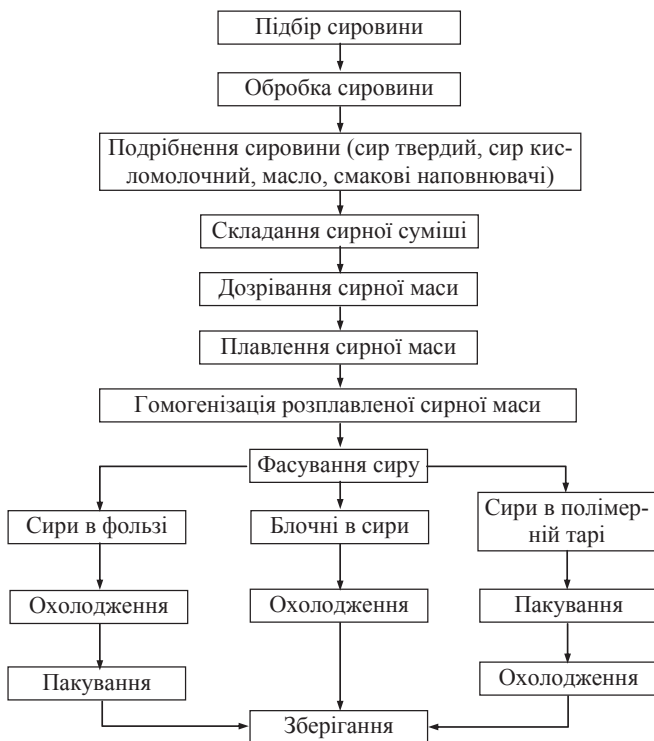 Підбір сировини
Обробка сировини
Подрібнення сировини (сир твердий, сир кис-
ломолочний, масло, смакові наповнювачі)
Складання сирної суміші
Дозрівання сирної маси
Плавлення сирної маси
Гомогенізація розплавленої сирної маси
Фасування сиру
Сири в фользі
Блочні в сири
Сири в полімер-
ній тарі
Охолодження
Охолодження
Пакування
Пакування
Охолодження
Зберігання